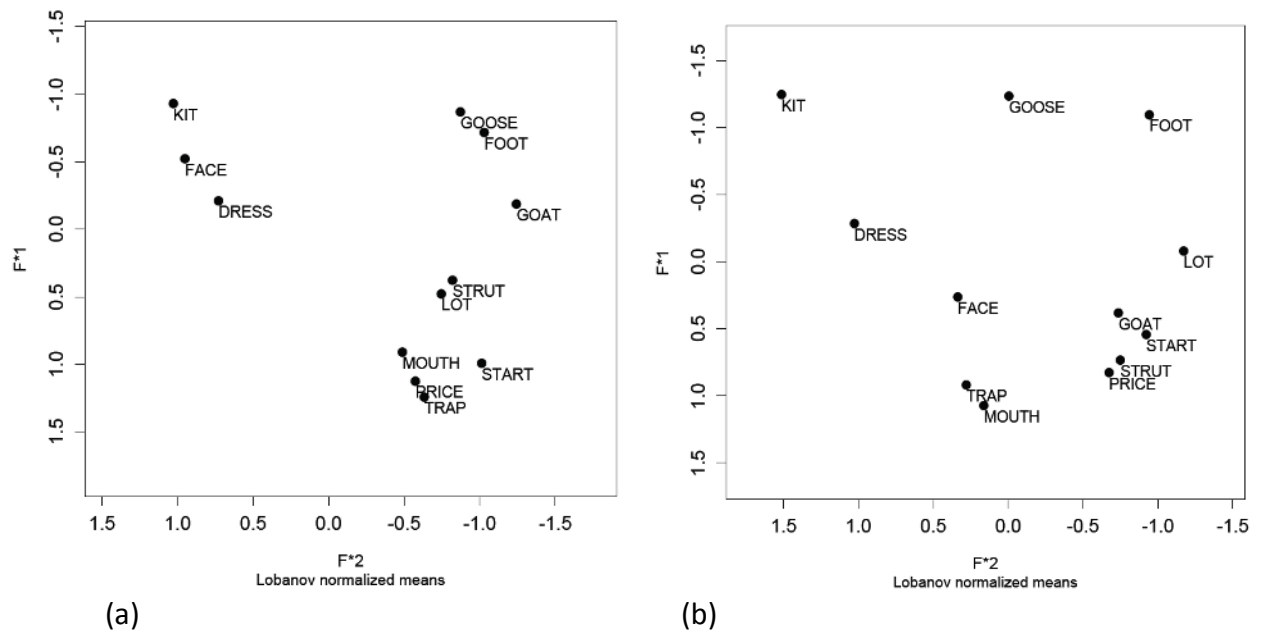 -1.5
-1.0
-0.5
0.0
0.5
1.0
1.5
F*1
KIT
GOOSE
FOOT
FACE
DRESS
GOAT
STRUT
LOT
MOUTH
START
PRICE
TRAP
1.5 1.0 0.5 0.0 -0.5 -1.0 -1.5
F*2
Lobanov normalized means
(a)
-1.5
-1.0
-0.5
0.0
0.5
1.0
1.5
F*1
KIT
GOOSE
FOOT
DRESS
LOT
FACE
GOAT
START
STRUT
PRICE
TRAP
MOUTH
1.5 1.0 0.5 0.0 -0.5 -1.0 -1.5
F*2
Lobanov normalized means
(b)